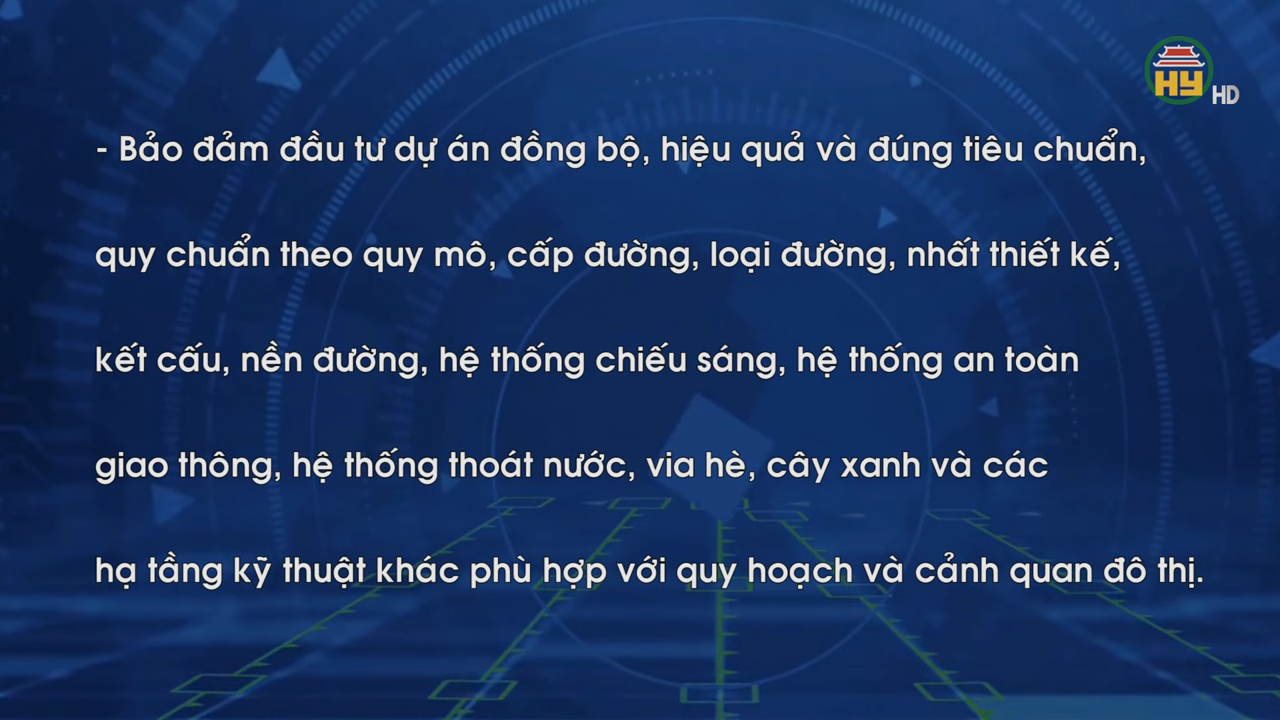 HY HD
- Bảo đảm đầu tư dự án đồng bộ, hiệu quả và đúng tiêu chuẩn,
quy chuẩn theo quy mô, cấp đường, loại đường, nhất thiết kế,
kết cấu, nền đường, hệ thống chiếu sáng, hệ thống an toàn
giao thông, hệ thống thoát nước, via hè, cây xanh và các
hạ tầng kỹ thuật khác phù hợp với quy hoạch và cảnh quan đô thị.